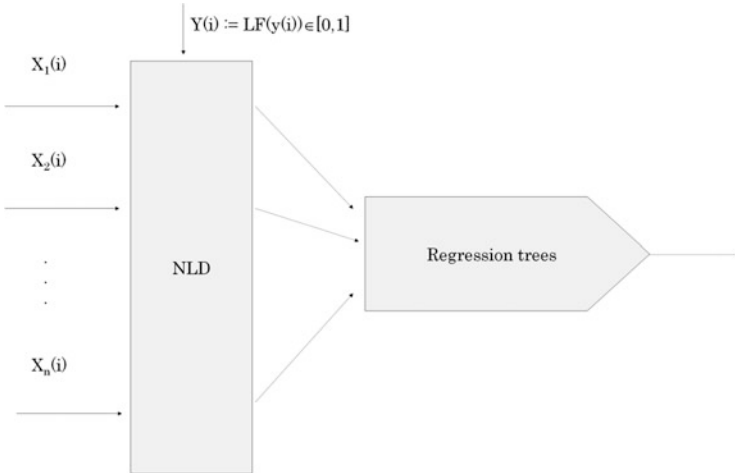 Y(i) := LF(y(i))∈[0,1]
X₁(i)
X₂(i)
.
.
.
NLD
Regression trees
Xₙ(i)